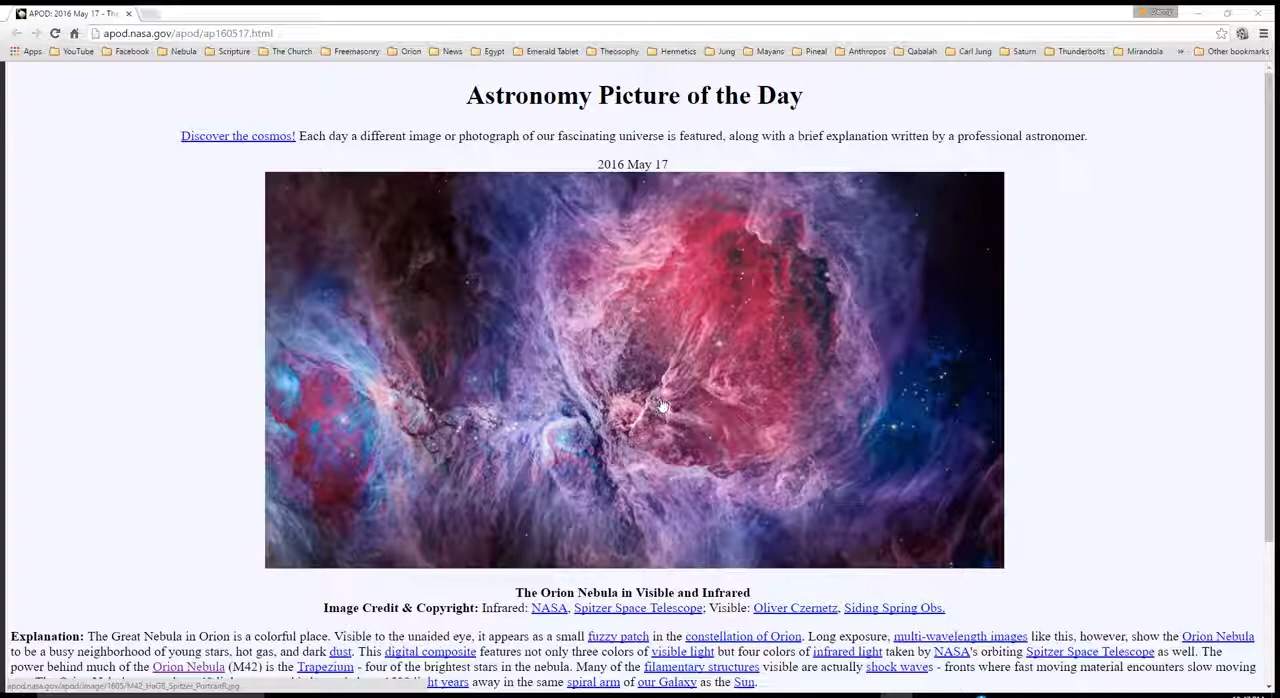 APOD: 2016 May 17 - The
apod.nasa.gov/apod/ap160517.html
Apps YouTube Facebook Nebula Scripture The Church Freemasonry Orion News Egypt Emerald Tablet Theosophy Hermetics Jung Mayans Pineal Anthropos Qabalah Carl Jung Saturn Thunderbolts Mirandola » Other bookmarks
Astronomy Picture of the Day
Discover the cosmos! Each day a different image or photograph of our fascinating universe is featured, along with a brief explanation written by a professional astronomer.
2016 May 17
The Orion Nebula in Visible and Infrared
Image Credit & Copyright: Infrared: NASA, Spitzer Space Telescope; Visible: Oliver Czernetz, Siding Spring Obs.
Explanation: The Great Nebula in Orion is a colorful place. Visible to the unaided eye, it appears as a small fuzzy patch in the constellation of Orion. Long exposure, multi-wavelength images like this, however, show the Orion Nebula
to be a busy neighborhood of young stars, hot gas, and dark dust. This digital composite features not only three colors of visible light but four colors of infrared light taken by NASA's orbiting Spitzer Space Telescope as well. The
power behind much of the Orion Nebula (M42) is the Trapezium - four of the brightest stars in the nebula. Many of the filamentary structures visible are actually shock waves - fronts where fast moving material encounters slow moving
light years away in the same spiral arm of our Galaxy as the Sun.
apod.nasa.gov/apod/image/1605/M42_HaGB_Spitzer_PortraitB.jpg